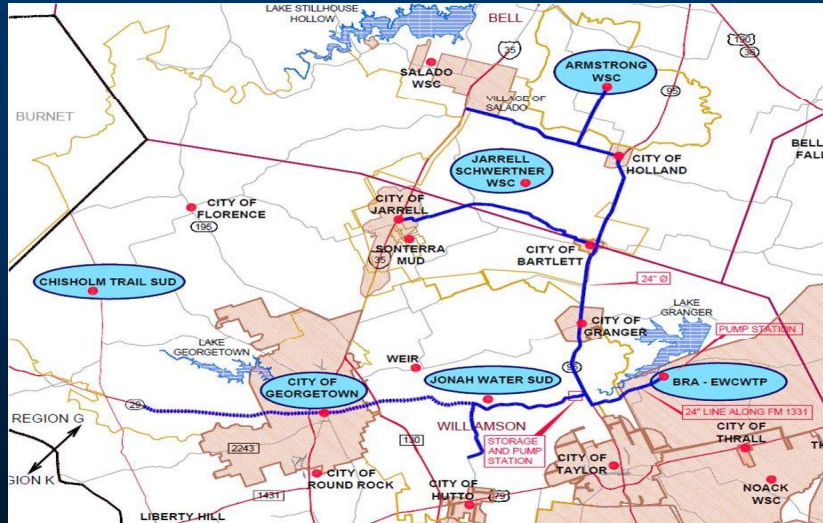 LAKE STILLHOUSE
HOLLOW
BELL
35
190
35
SALADO
WSC
ARMSTRONG
WSC
95
VILLAGE OF
SALADO
BURNET
BELL
FALL
CITY OF
HOLLAND
JARRELL
SCHWERTNER
WSC
CITY OF
FLORENCE
195
CITY OF
JARRELL
SONTERRA
MUD
35
CITY OF
BARTLETT
24" Ø
CHISHOLM TRAIL SUD
LAKE
GRANGER
CITY OF
GRANGER
PUMP STATION
LAKE
GEORGETOWN
WEIR
95
CITY OF
GEORGETOWN
JONAH WATER SUD
BRA - EWCWTP
29
24" LINE ALONG FM 1331
REGION G
GION K
WILLIAMSON
2243
130
STORAGE
AND PUMP
STATION
CITY OF
THRALL
CITY OF
TAYLOR
TH
CITY OF
ROUND ROCK
1431
CITY OF
HUTTO
79
NOACK
WSC
LIBERTY HILL